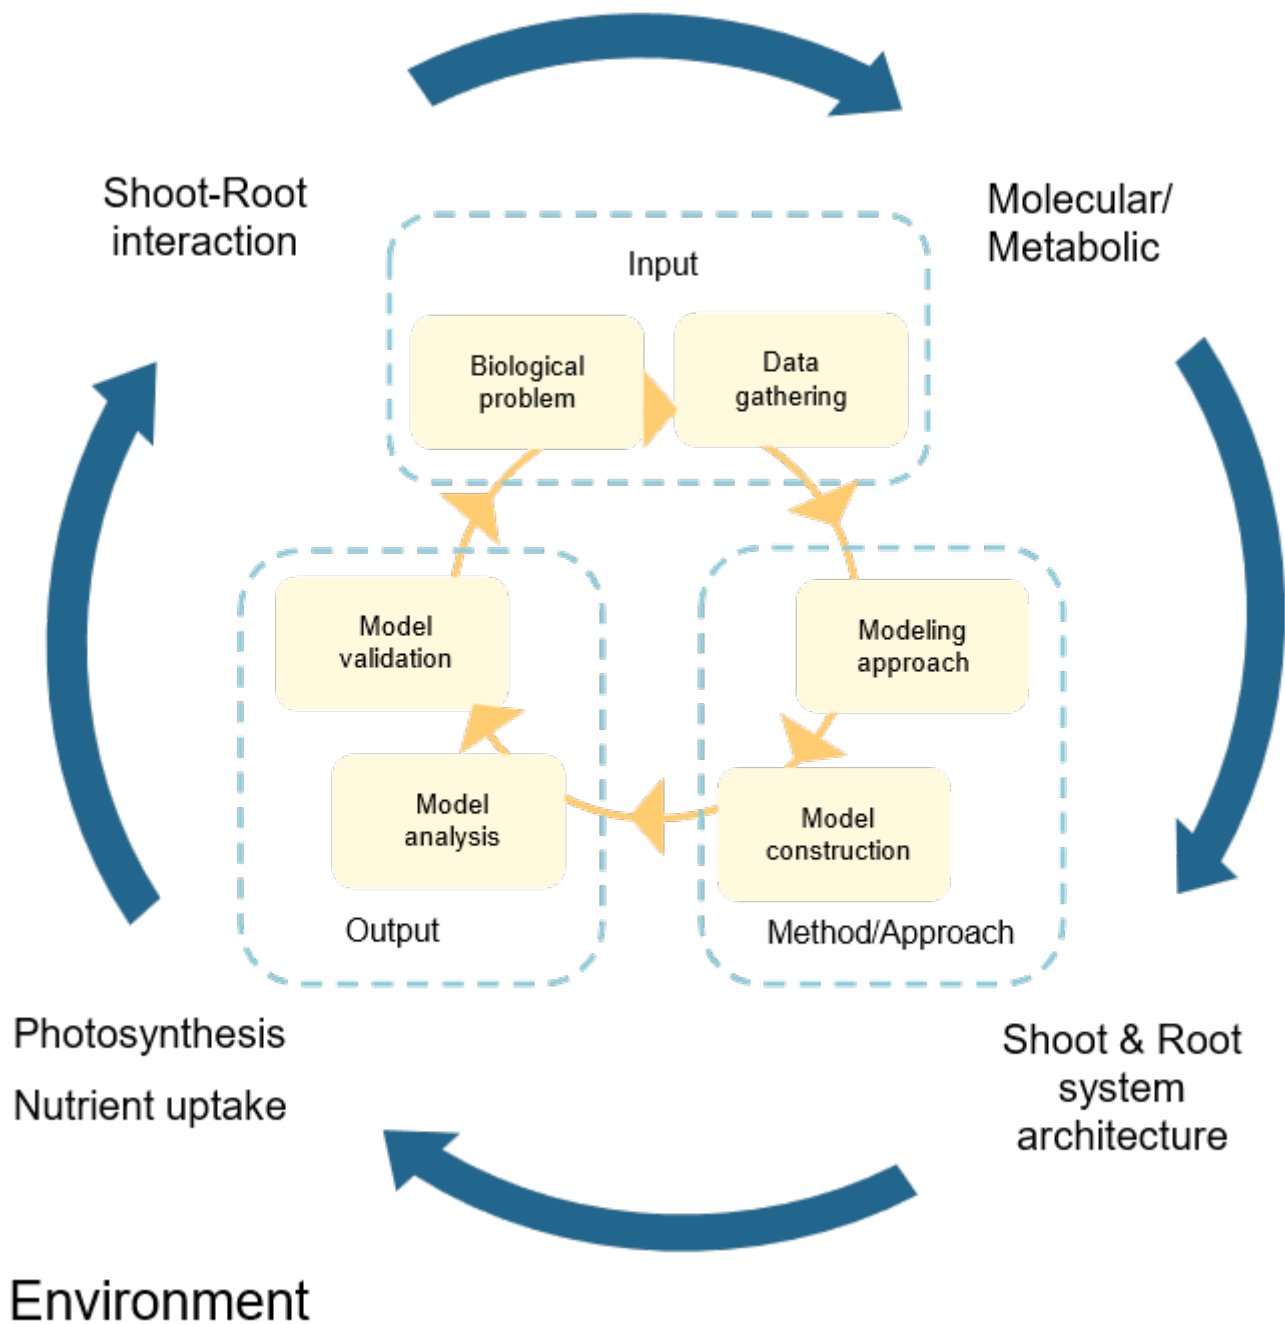 Shoot-Root
interaction
Molecular/
Metabolic
Input
Biological
problem
Data
gathering
Model
validation
Modeling
approach
Model
analysis
Model
construction
Output
Method/Approach
Photosynthesis
Nutrient uptake
Shoot & Root
system
architecture
Environment